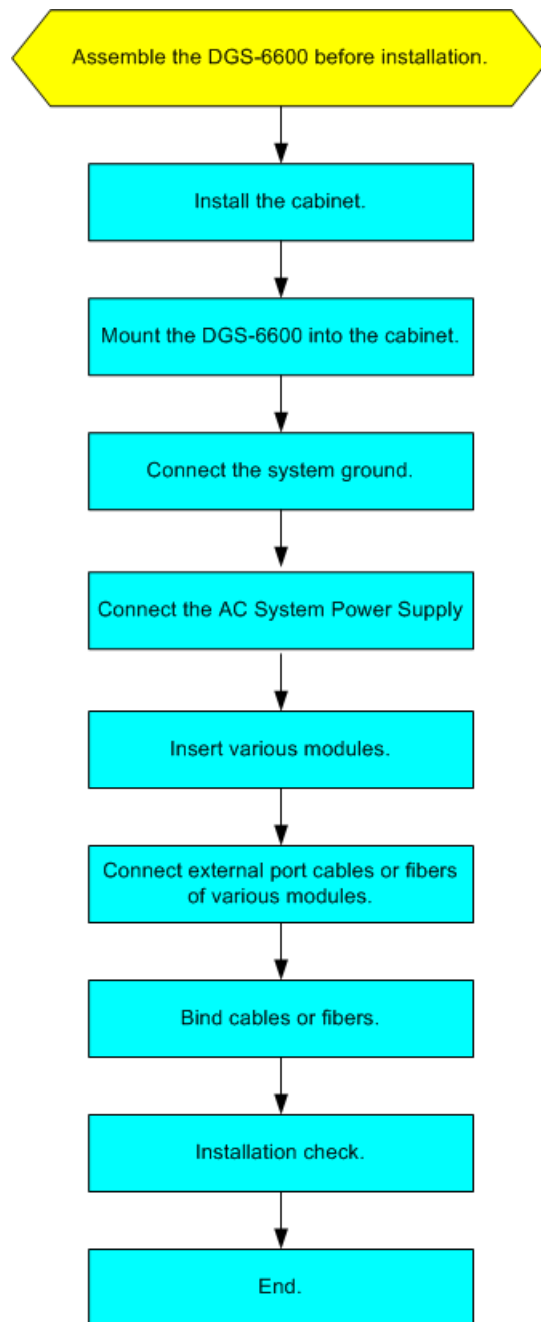 Assemble the DGS-6600 before installation.
Install the cabinet.
Mount the DGS-6600 into the cabinet.
Connect the system ground.
Connect the AC System Power Supply
Insert various modules.
Connect external port cables or fibers
of various modules.
Bind cables or fibers.
Installation check.
End.